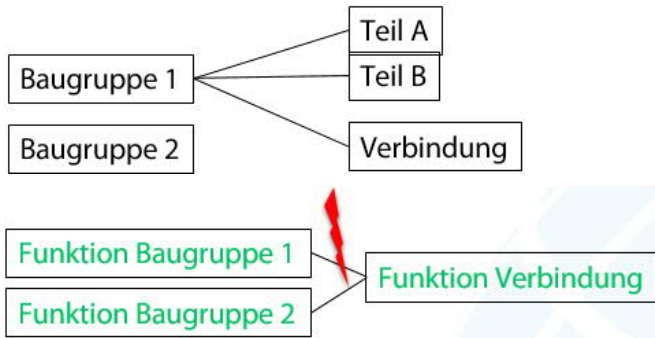 Teil A
Baugruppe 1
Teil B
Baugruppe 2
Verbindung
Funktion Baugruppe 1
Funktion Verbindung
Funktion Baugruppe 2